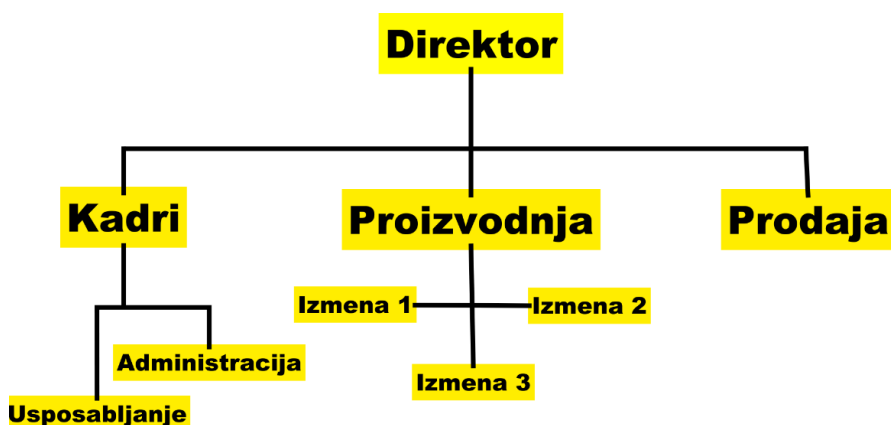 Direktor
Kadri
Proizvodnja
Prodaja
Izmena 1
Izmena 2
Administracija
Izmena 3
Usposabljanje